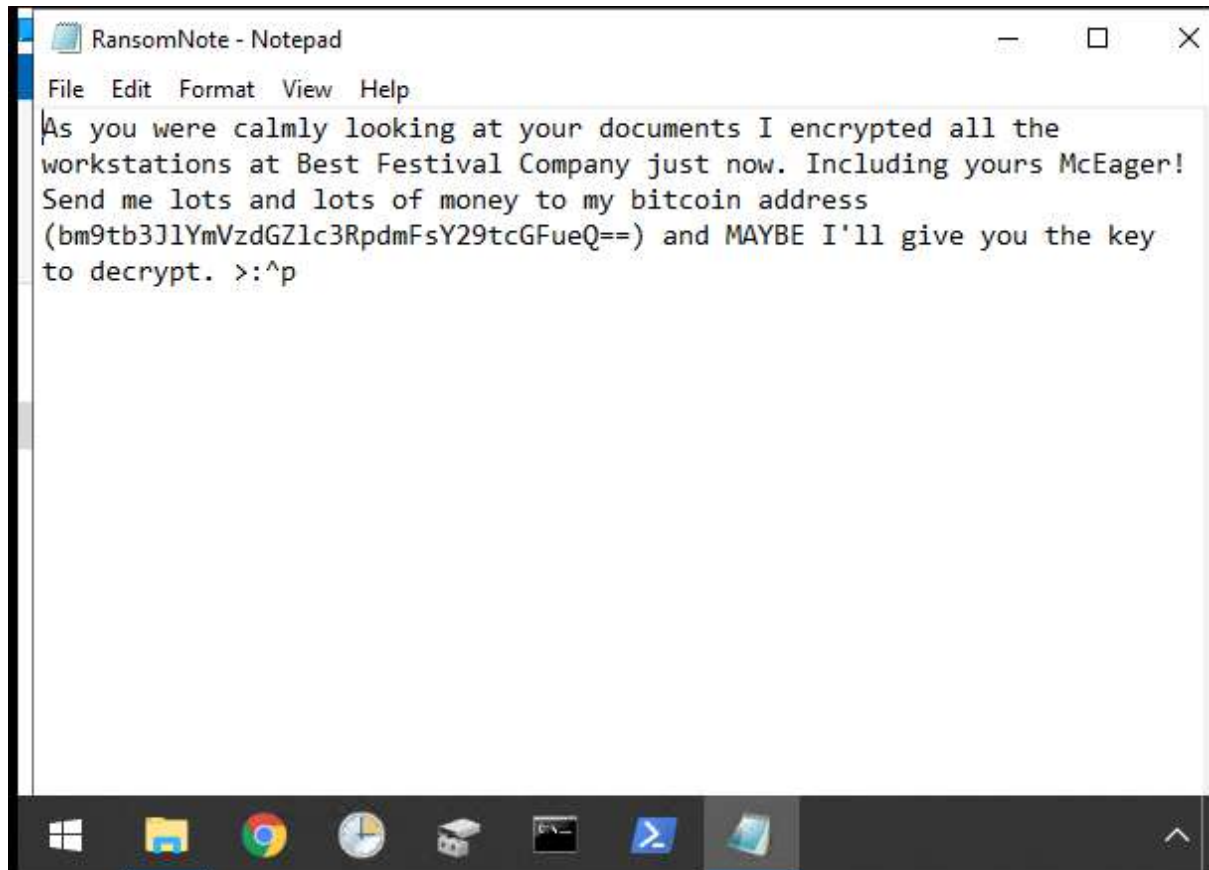 RansomNote - Notepad
File Edit Format View Help
As you were calmly looking at your documents I encrypted all the
workstations at Best Festival Company just now. Including yours McEager!
Send me lots and lots of money to my bitcoin address
(bm9tb3JlYmVzdGZlc3RpdmFsY29tcGFueQ==) and MAYBE I'll give you the key
to decrypt. >:^p